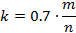 k = 0.7 · m/n